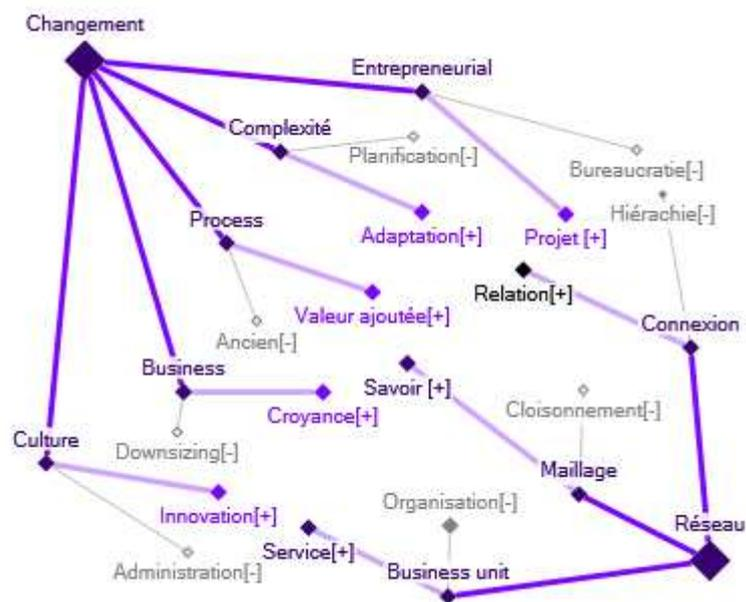 Changement
Entrepreneurial
Complexité
Planification[-]
Bureaucratie[-]
Hiérachie[-]
Process
Adaptation[+]
Projet [+]
Relation[+]
Valeur ajoutée[+]
Connexion
Ancien[-]
Business
Savoir [+]
Croyance[+]
Cloisonnement[-]
Culture
Downsizing[-]
Maillage
Innovation[+]
Organisation[-]
Réseau
Service[+]
Administration[-]
Business unit